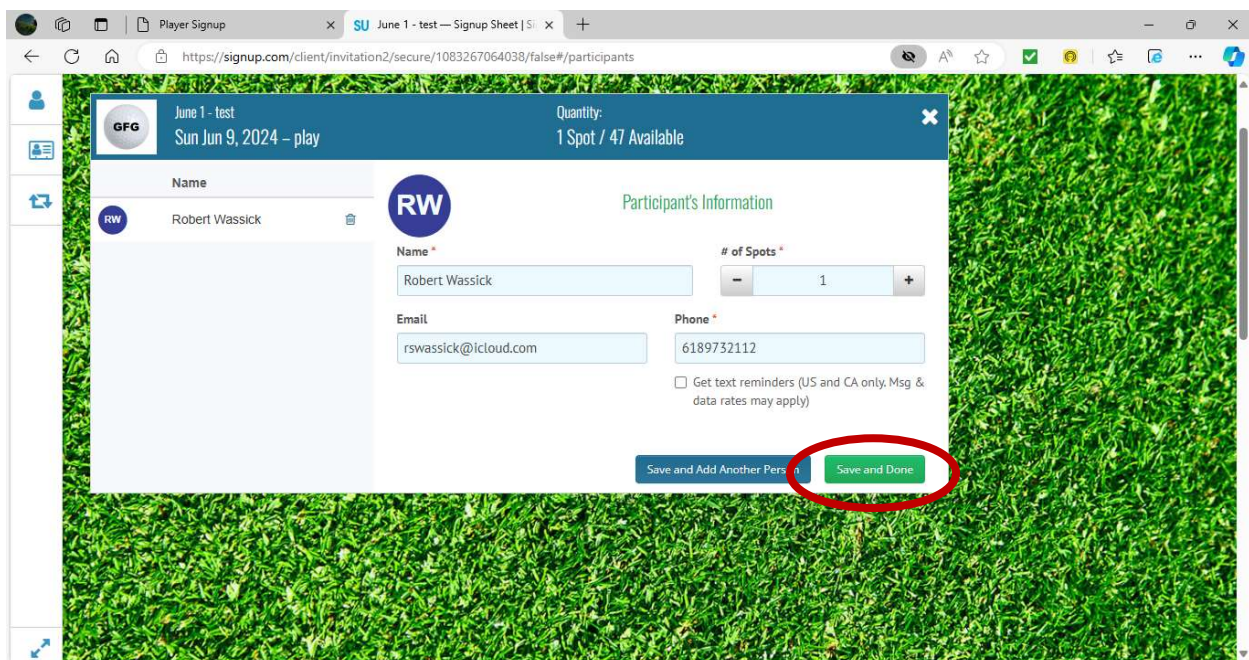 Player Signup
SU June 1 - test — Signup Sheet | Si
https://signup.com/client/invitation2/secure/1083267064038/false#/participants
GFG
June 1 - test
Sun Jun 9, 2024 – play
Quantity:
1 Spot / 47 Available
Name
RW Robert Wassick
RW
Participant's Information
Name *
# of Spots *
Robert Wassick
1
Email
Phone *
rswassick@icloud.com
6189732112
Get text reminders (US and CA only. Msg &
data rates may apply)
Save and Add Another Person
Save and Done